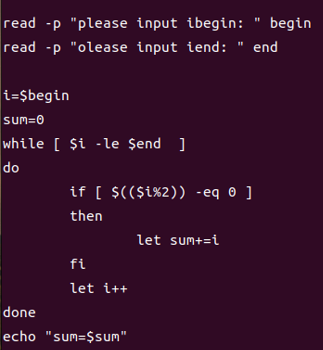 read -p "please input ibegin: " begin
read -p "olease input iend: " end
i=$begin
sum=0
while [ $i -le $end  ]
do
        if [ $(($i%2)) -eq 0 ]
        then
                let sum+=i
        fi
        let i++
done
echo "sum=$sum"